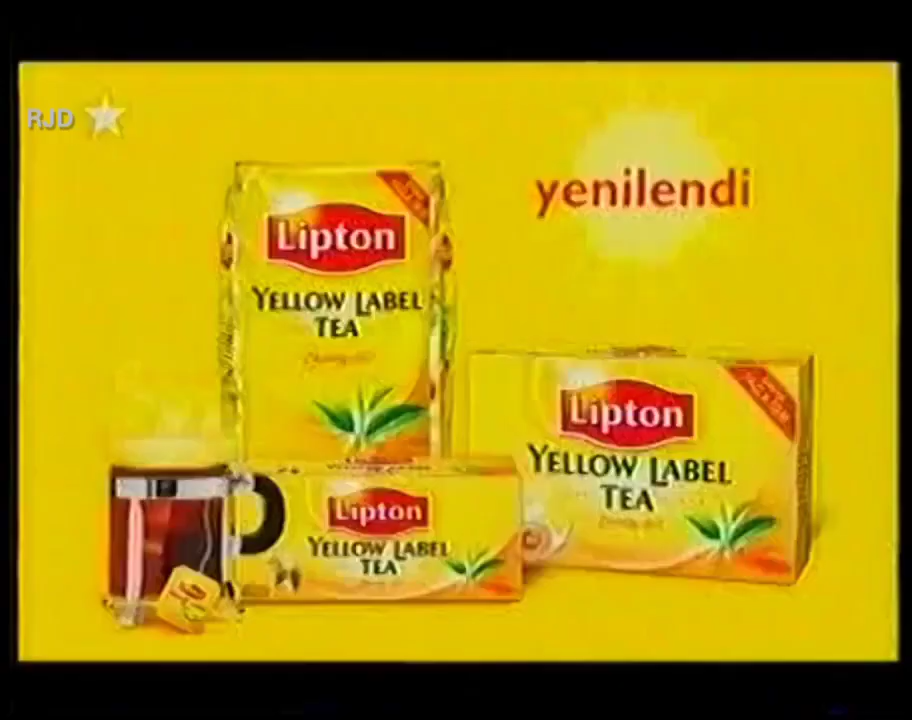 RJD
yenilendi
Lipton
YELLOW LABEL
TEA
Lipton
YELLOW LABEL
TEA
Lipton
YELLOW LABEL
TEA